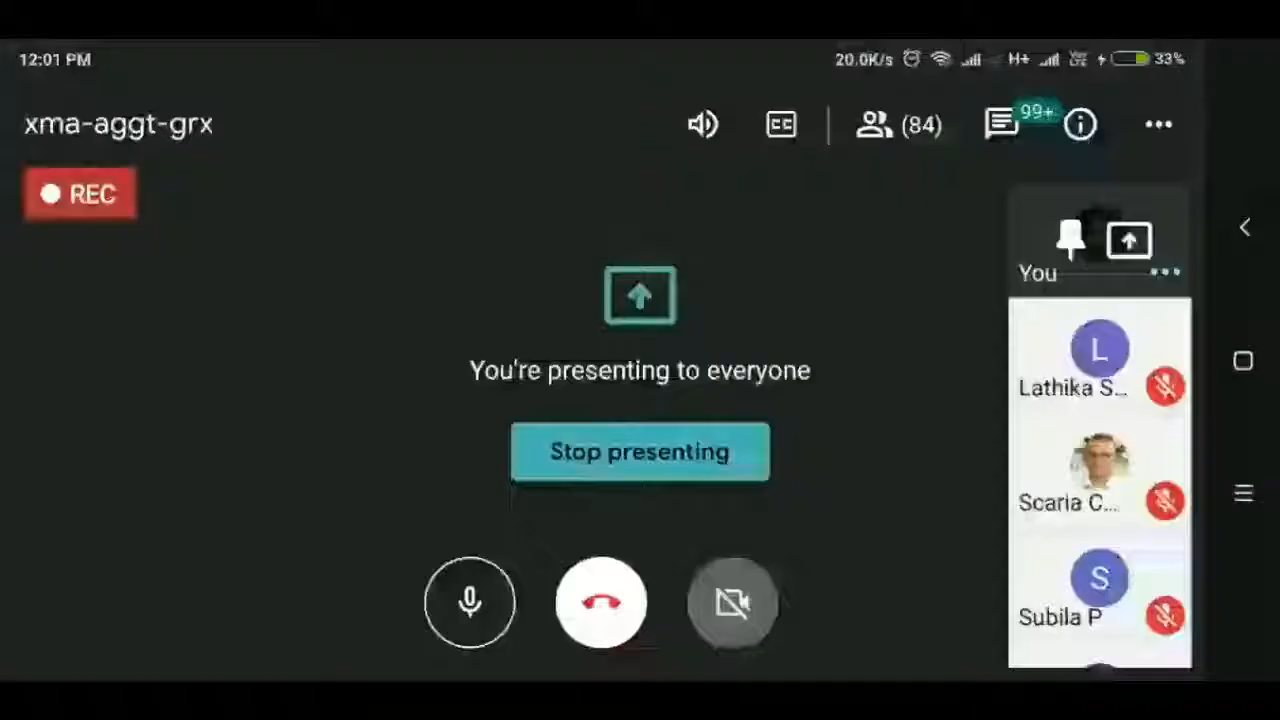 12:01 PM
20.0K/s H+ 33%
xma-aggt-grx
CC (84) 99+
REC
You
You're presenting to everyone
Lathika S...
Stop presenting
Scaria C...
Subila P
L
S